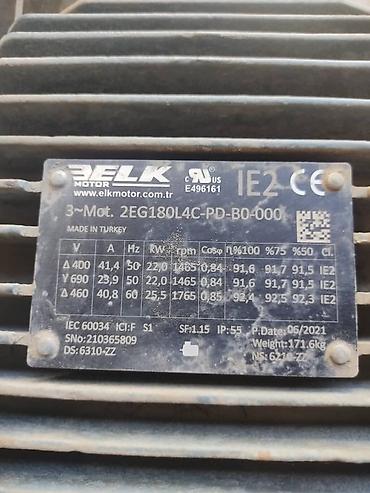 ELK
MOTOR
www.elkmotor.com.tr
c UR US
E496161
IE2 CE
3~Mot. 2EG180L4C-PD-B0-000
MADE IN TURKEY
V A Hz kW rpm Cosφ η%100 %75 %50 Cl.
Δ 400 41,4 50 22,0 1465 0,84 91,6 91,7 91,5 IE2
Y 690 23,9 50 22,0 1465 0,84 91,6 91,7 91,5 IE2
Δ 460 40,8 60 25,5 1765 0,85 92,4 92,5 92,3 IE2
IEC 60034 ICl:F S1 SF:1.15 IP:55 P.Date:06/2021
SNo:210365809 Weight:171.6kg
DS:6310-ZZ NS:6210-ZZ